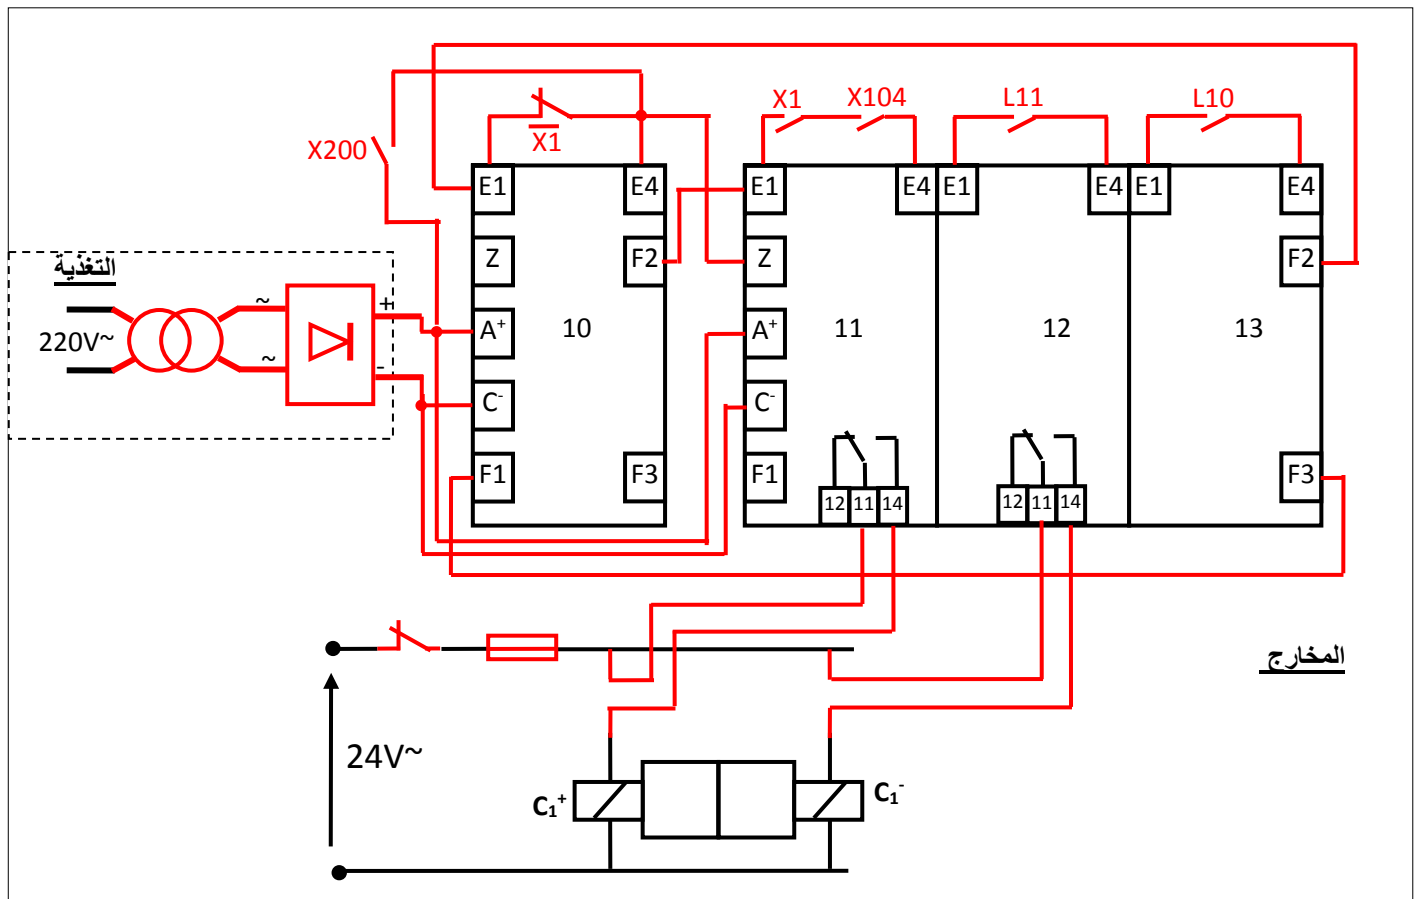 X1 X104 L11 L10
X200 X1
E1 E4 E1 E4 E1 E4 E1 E4
Z F2 Z F2
التغذية
+
~
A⁺ 10 A⁺ 11 12 13
220V~
~
-
C⁻ C⁻
F1 F3 F1 F3
12 11 14 12 11 14
المخارج
24V~
C₁⁺ C₁⁻